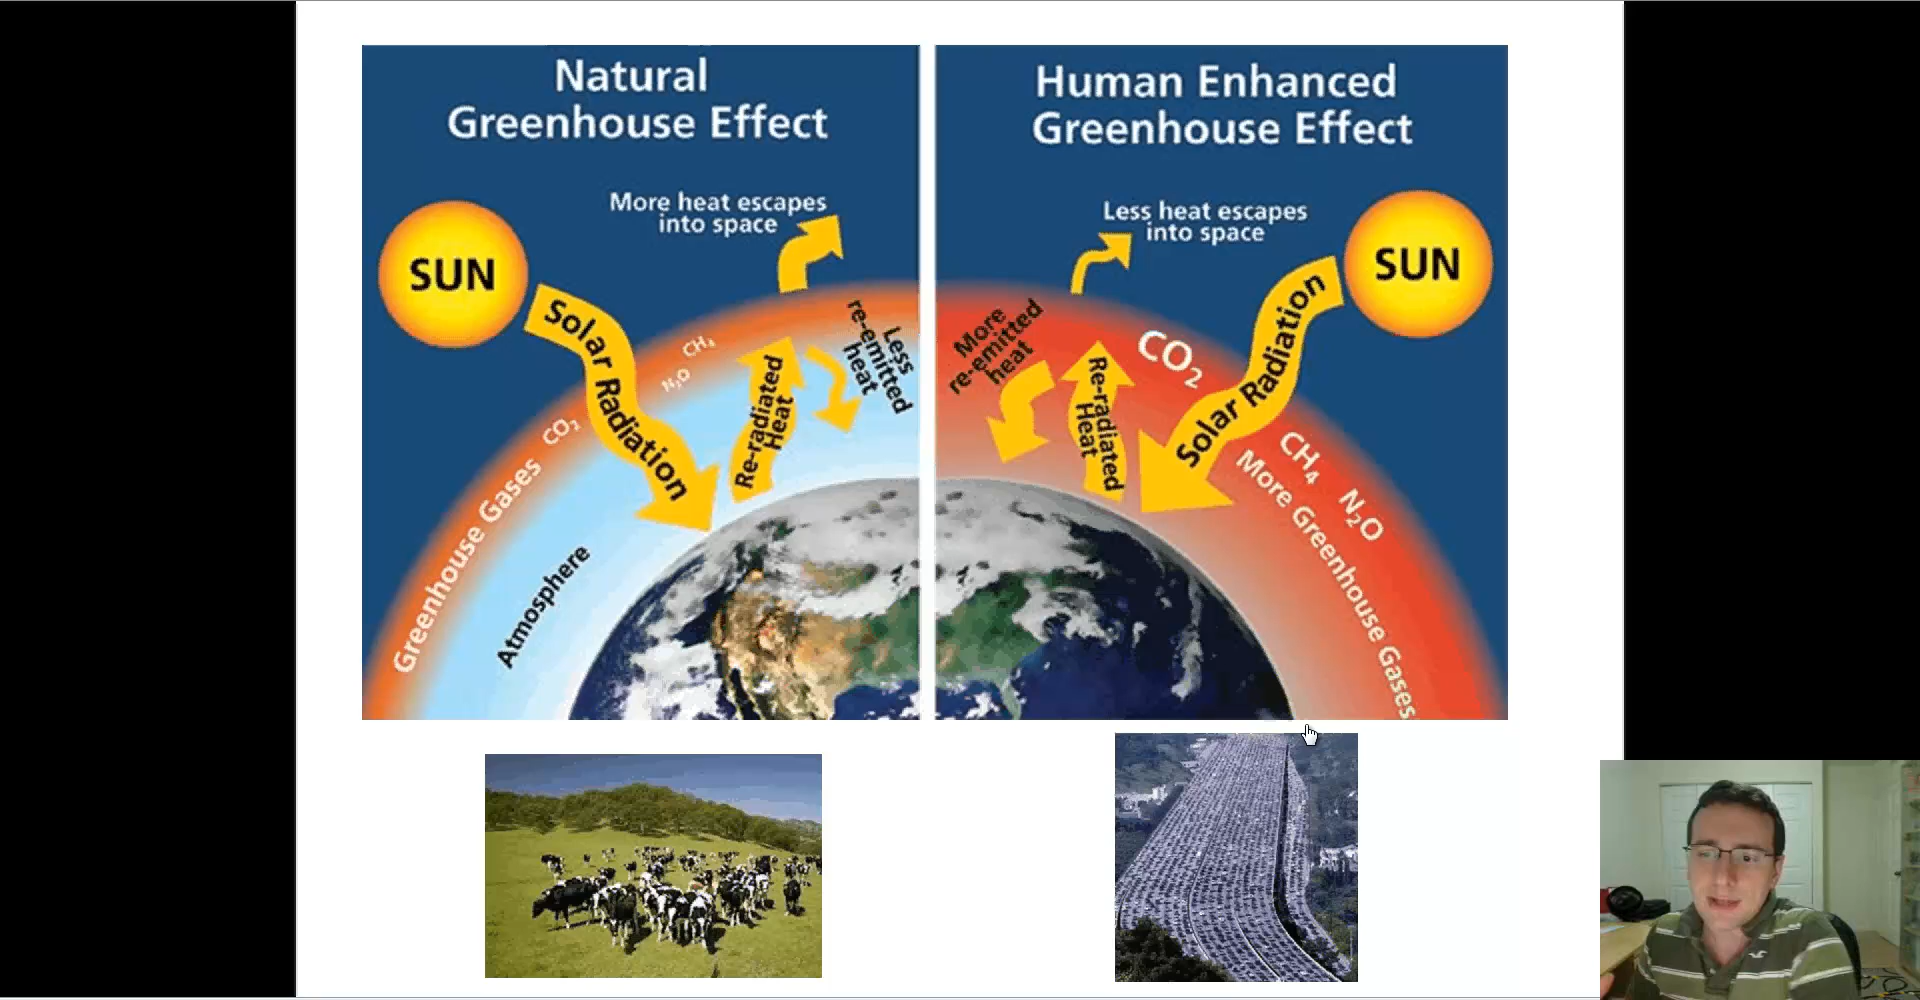 Natural
Greenhouse Effect
More heat escapes
into space
SUN
Solar Radiation
CH₄
N₂O
CO₂
Greenhouse Gases
Atmosphere
Re-radiated
Heat
Less
re-emitted
heat
Human Enhanced
Greenhouse Effect
Less heat escapes
into space
SUN
Solar Radiation
More
re-emitted
heat
Re-radiated
Heat
CO₂
CH₄
N₂O
More Greenhouse Gases